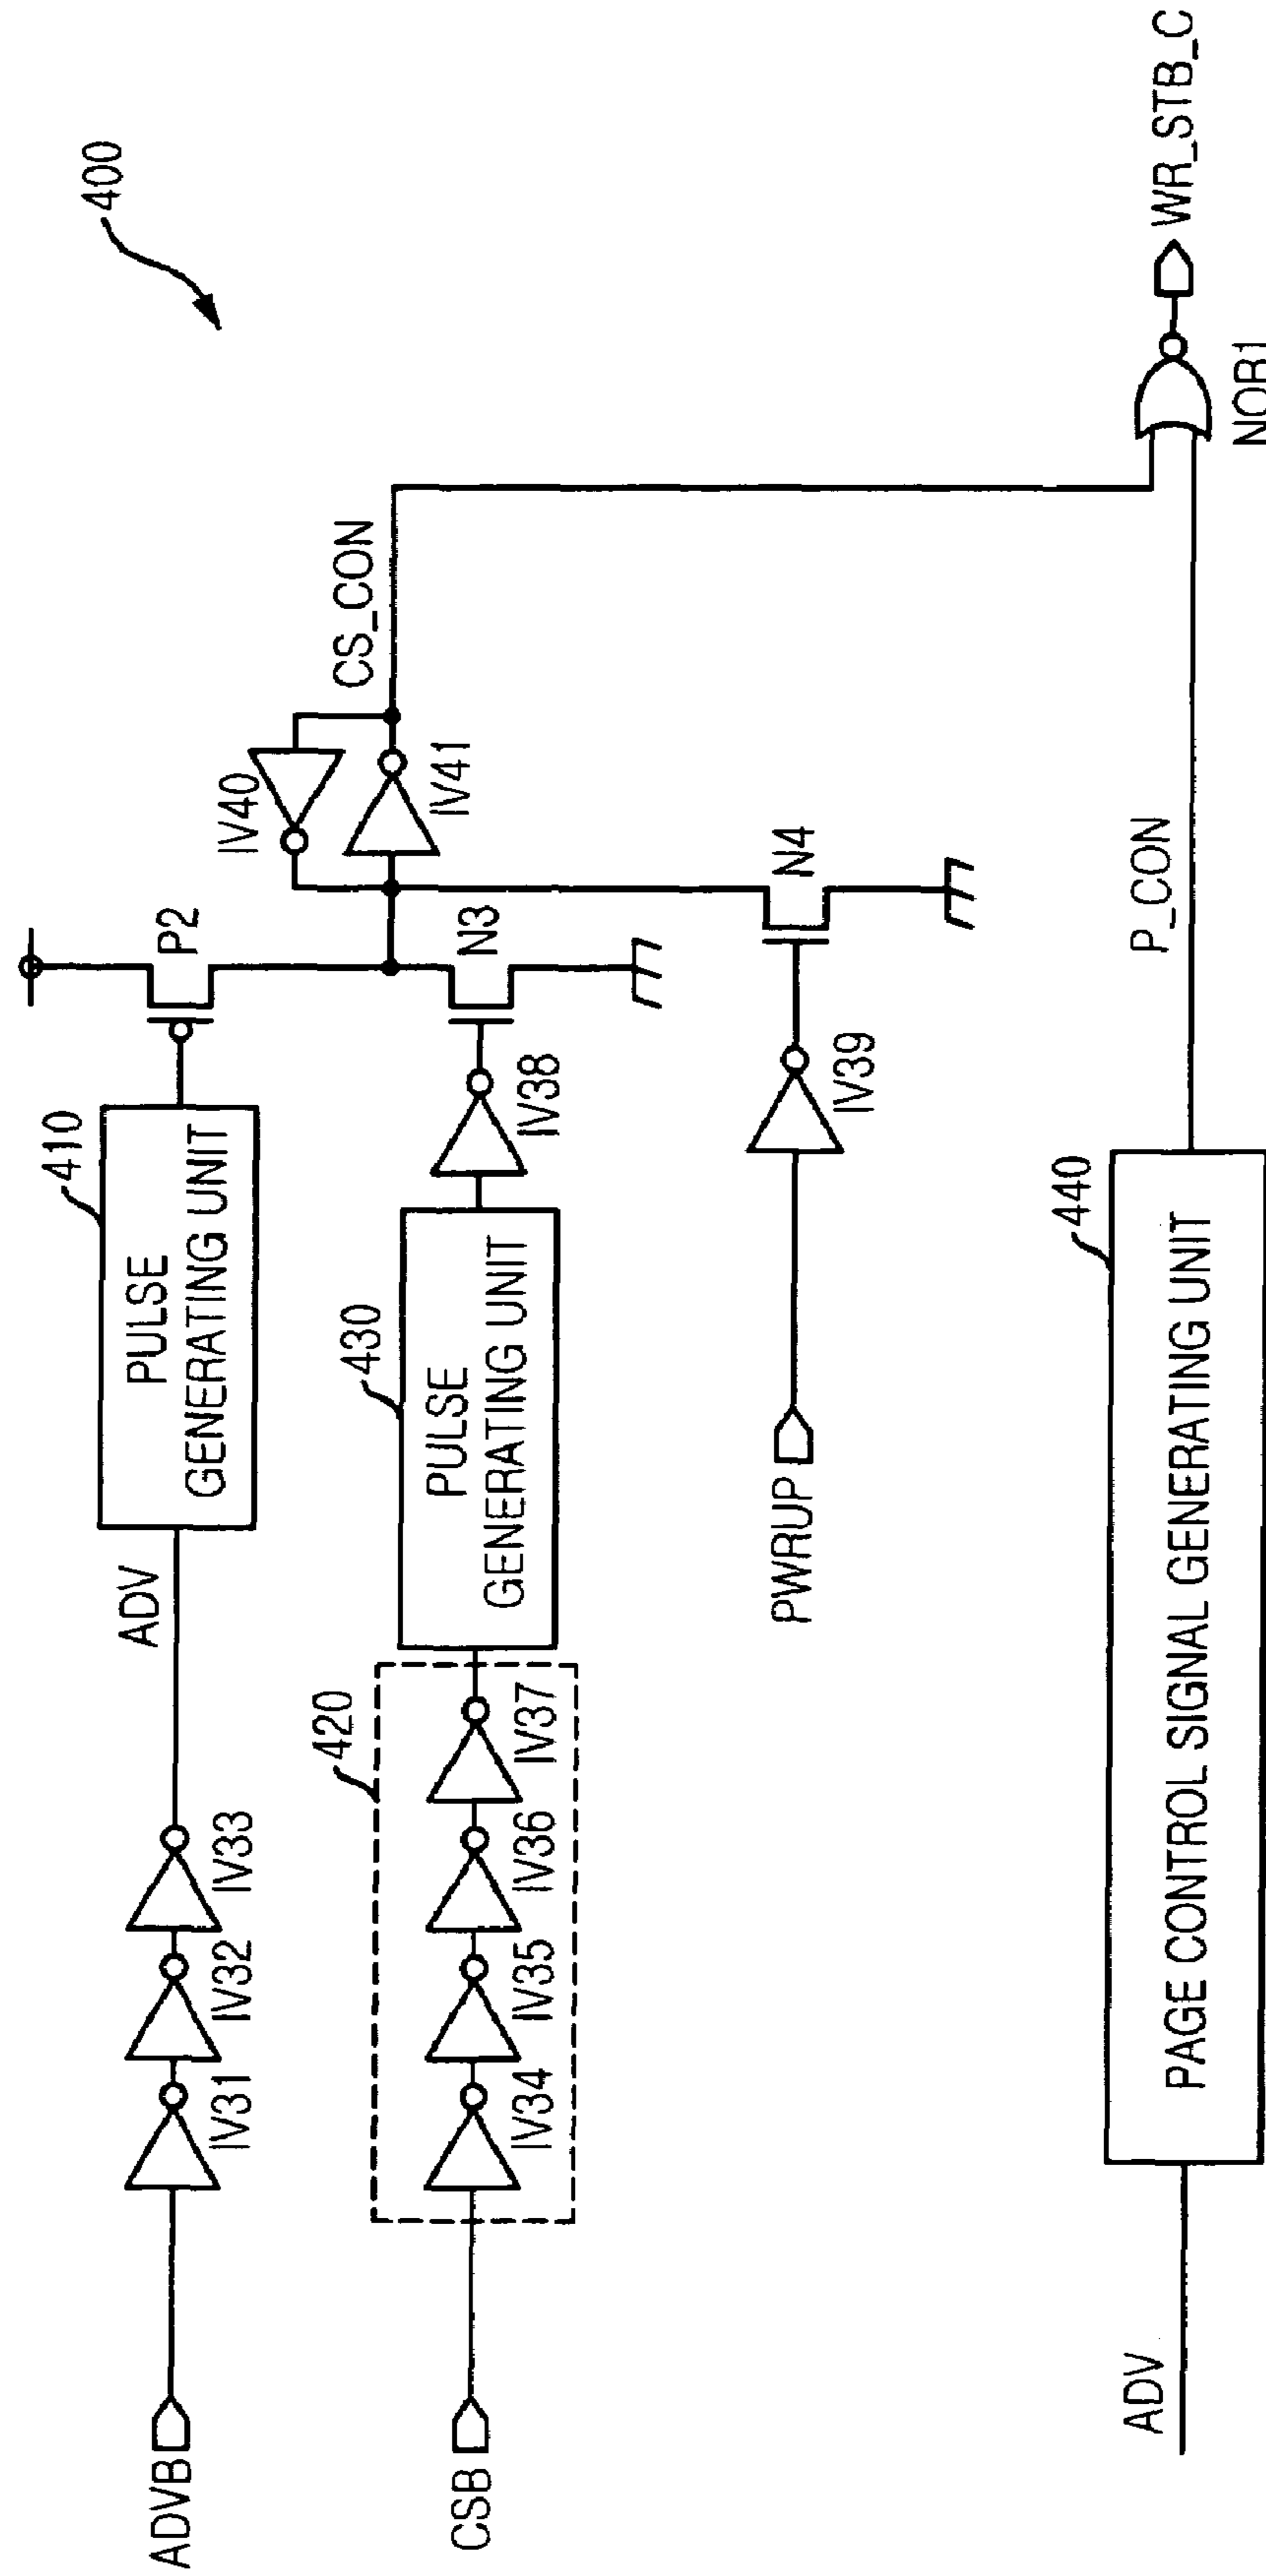 400
ADVB
IV31
IV32
IV33
ADV
410
PULSE
GENERATING UNIT
P2
CSB
420
IV34
IV35
IV36
IV37
430
PULSE
GENERATING UNIT
IV38
N3
IV40
IV41
CS_CON
PWRUP
IV39
N4
ADV
440
PAGE CONTROL SIGNAL GENERATING UNIT
P_CON
NOR1
WR_STB_C